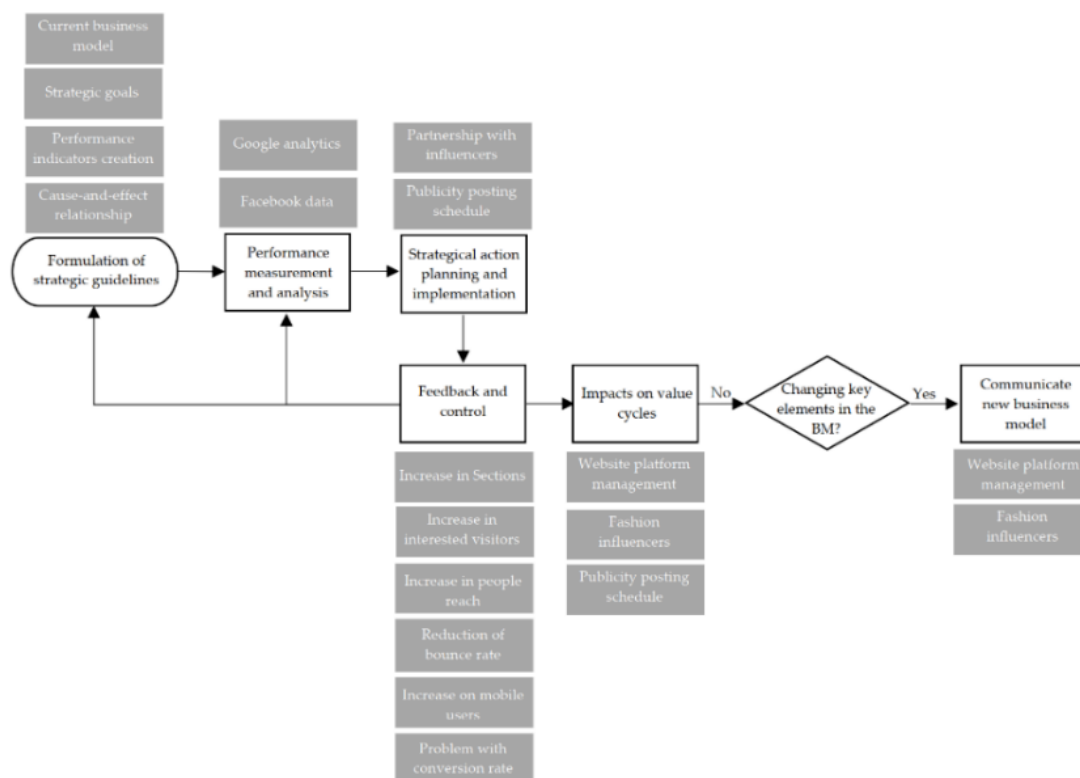 Current business
model
Strategic goals
Performance
indicators creation
Cause-and-effect
relationship
Formulation of
strategic guidelines
Google analytics
Facebook data
Performance
measurement
and analysis
Partnership with
influencers
Publicity posting
schedule
Strategical action
planning and
implementation
Feedback and
control
Increase in Sections
Increase in
interested visitors
Increase in people
reach
Reduction of
bounce rate
Increase on mobile
users
Problem with
conversion rate
Impacts on value
cycles
Website platform
management
Fashion
influencers
Publicity posting
schedule
No
Changing key
elements in the
BM?
Yes
Communicate
new business
model
Website platform
management
Fashion
influencers